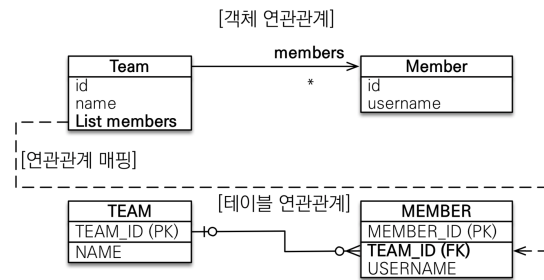 [객체 연관관계]
members
Team
Member
*
id
name
List members
id
username
[연관관계 매핑]
[테이블 연관관계]
TEAM
TEAM_ID (PK)
NAME
MEMBER
MEMBER_ID (PK)
TEAM_ID (FK)
USERNAME